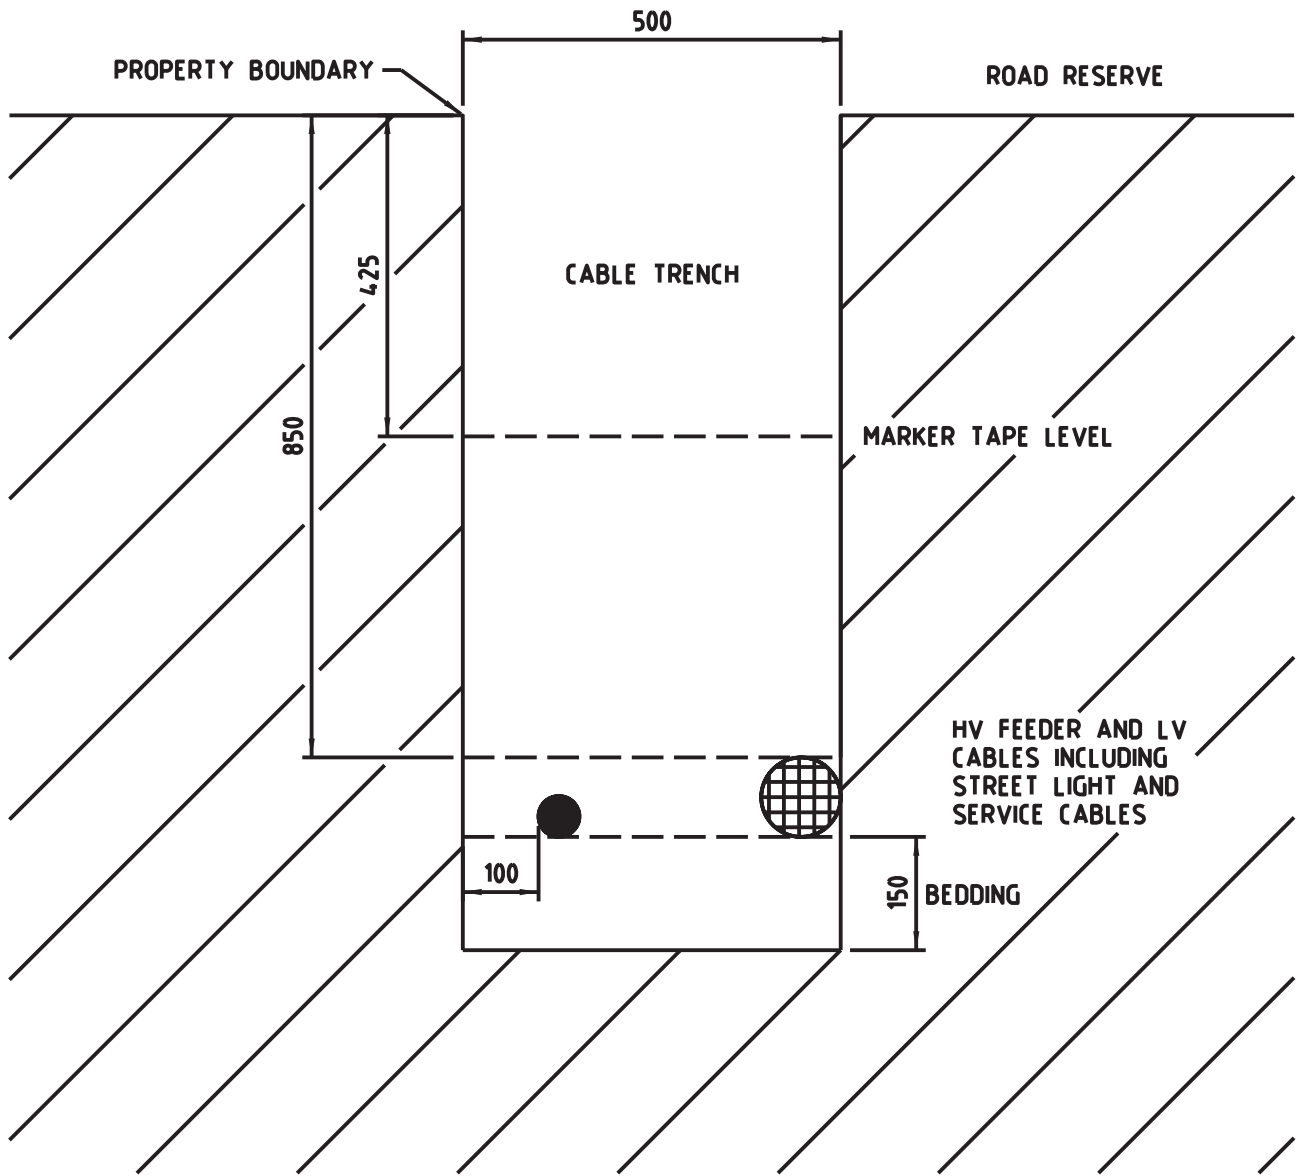 500
PROPERTY BOUNDARY
ROAD RESERVE
425
CABLE TRENCH
850
MARKER TAPE LEVEL
HV FEEDER AND LV
CABLES INCLUDING
STREET LIGHT AND
SERVICE CABLES
100
150
BEDDING